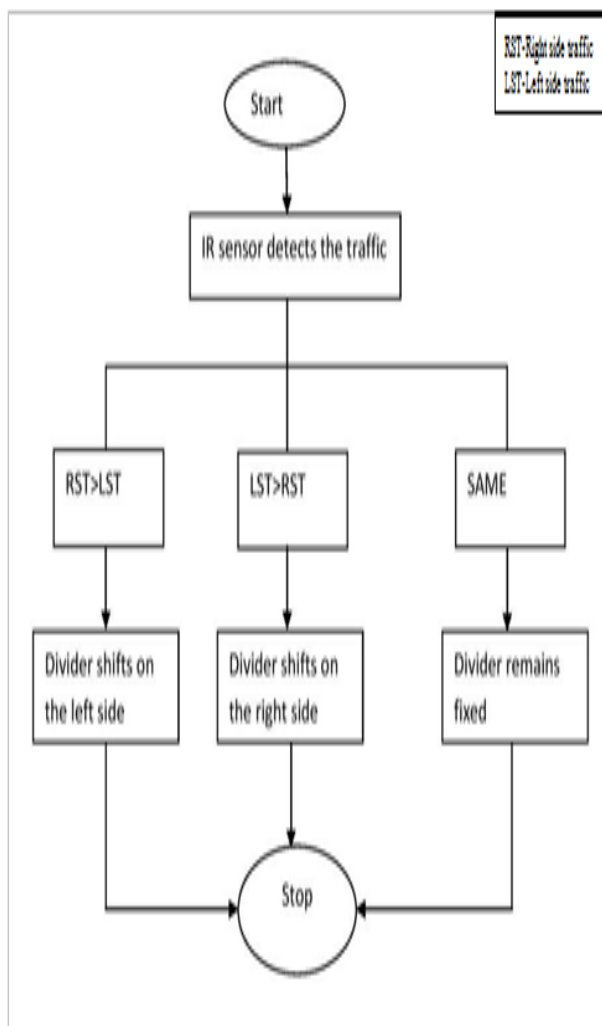 RST-Right side traffic
LST-Left side traffic
Start
IR sensor detects the traffic
RST>LST
LST>RST
SAME
Divider shifts on
the left side
Divider shifts on
the right side
Divider remains
fixed
Stop